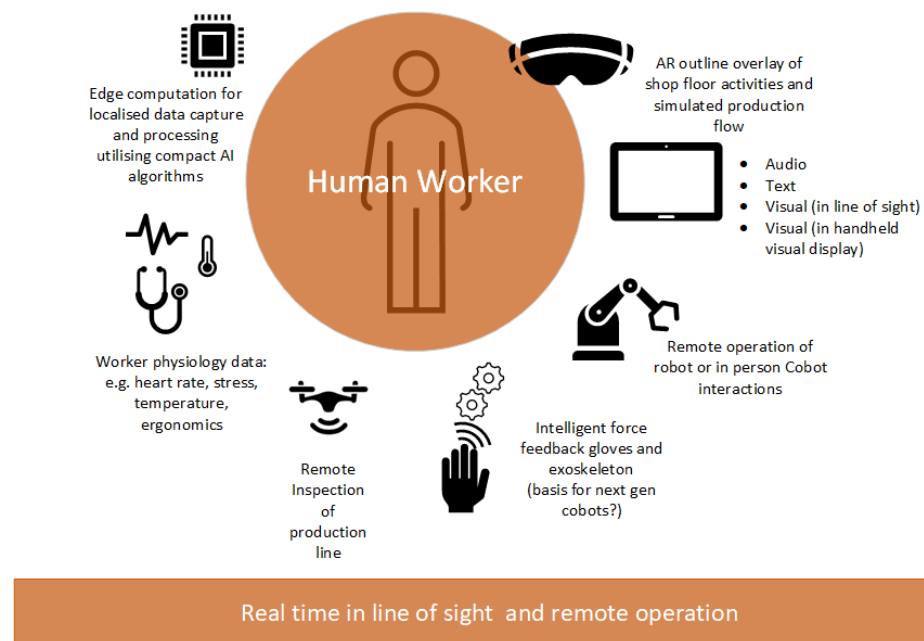 Human Worker
Edge computation for
localised data capture
and processing
utilising compact AI
algorithms
AR outline overlay of
shop floor activities and
simulated production
flow
• Audio
• Text
• Visual (in line of sight)
• Visual (in handheld
visual display)
Worker physiology data:
e.g. heart rate, stress,
temperature,
ergonomics
Remote operation of
robot or in person Cobot
interactions
Remote
Inspection
of
production
line
Intelligent force
feedback gloves and
exoskeleton
(basis for next gen
cobots?)
Real time in line of sight and remote operation